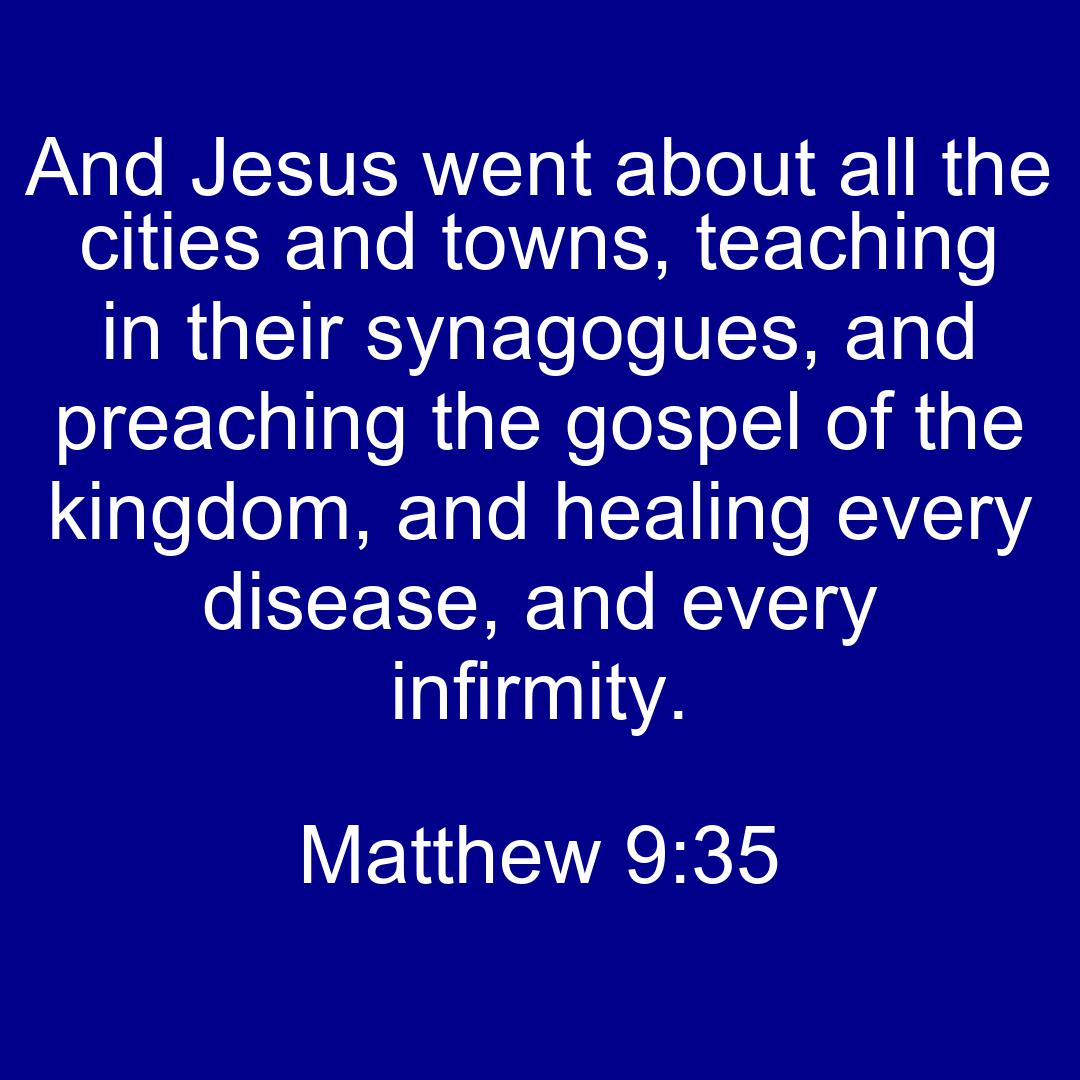 And Jesus went about all the
cities and towns, teaching
in their synagogues, and
preaching the gospel of the
kingdom, and healing every
disease, and every
infirmity.
Matthew 9:35